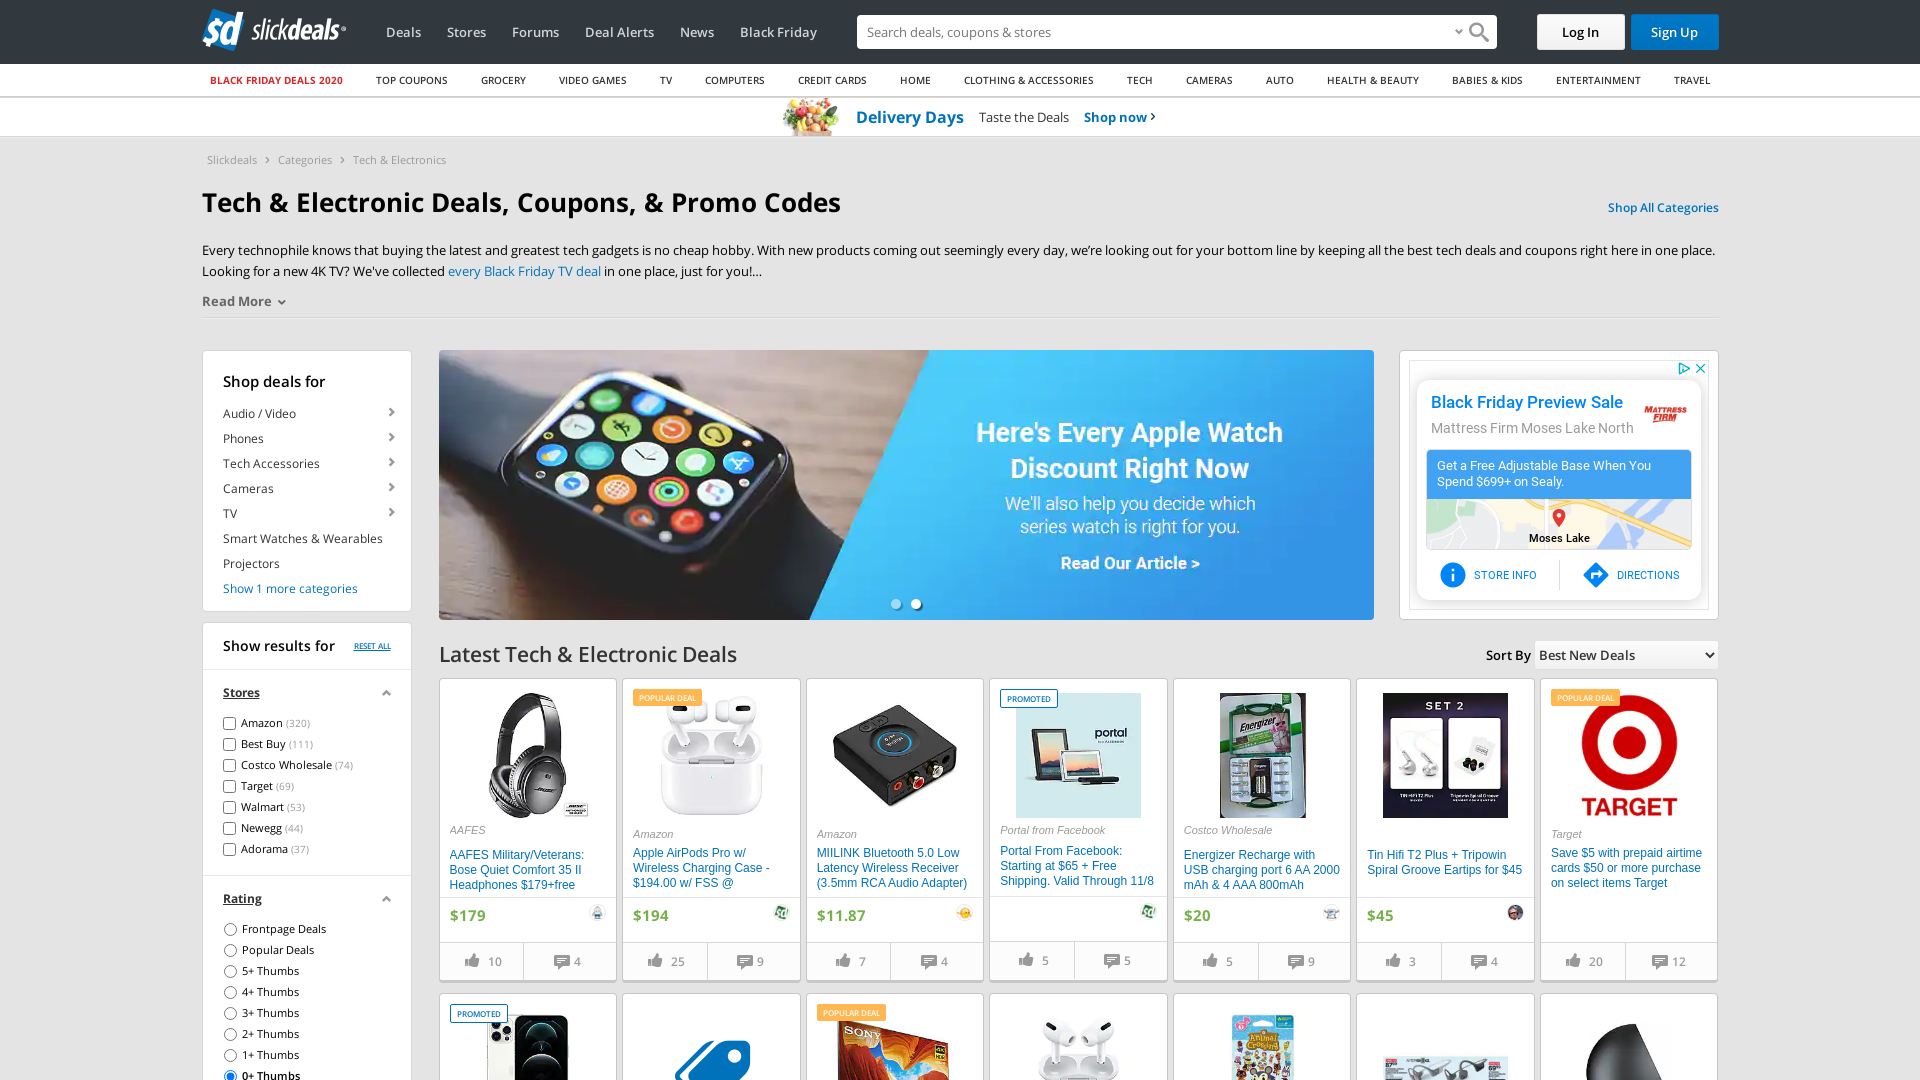 slickdeals
Deals
Stores
Forums
Deal Alerts
News
Black Friday
Search deals, coupons & stores
Log In
Sign Up
BLACK FRIDAY DEALS 2020
TOP COUPONS
GROCERY
VIDEO GAMES
TV
COMPUTERS
CREDIT CARDS
HOME
CLOTHING & ACCESSORIES
TECH
CAMERAS
AUTO
HEALTH & BEAUTY
BABIES & KIDS
ENTERTAINMENT
TRAVEL
Delivery Days Taste the Deals Shop now
Slickdeals > Categories > Tech & Electronics
Tech & Electronic Deals, Coupons, & Promo Codes
Shop All Categories
Every technophile knows that buying the latest and greatest tech gadgets is no cheap hobby. With new products coming out seemingly every day, we’re looking out for your bottom line by keeping all the best tech deals and coupons right here in one place.
Looking for a new 4K TV? We've collected every Black Friday TV deal in one place, just for you!...
Read More
Shop deals for
Audio / Video
Phones
Tech Accessories
Cameras
TV
Smart Watches & Wearables
Projectors
Show 1 more categories
Show results for
RESET ALL
Stores
Amazon (320)
Best Buy (111)
Costco Wholesale (74)
Target (69)
Walmart (53)
Newegg (44)
Adorama (37)
Rating
Frontpage Deals
Popular Deals
5+ Thumbs
4+ Thumbs
3+ Thumbs
2+ Thumbs
1+ Thumbs
0+ Thumbs
Here's Every Apple Watch
Discount Right Now
We'll also help you decide which
series watch is right for you.
Read Our Article >
Black Friday Preview Sale
Mattress Firm Moses Lake North
MATTRESS
FIRM
Get a Free Adjustable Base When You
Spend $699+ on Sealy.
Moses Lake
STORE INFO
DIRECTIONS
Latest Tech & Electronic Deals
Sort By
Best New Deals
AAFES
AAFES Military/Veterans:
Bose Quiet Comfort 35 II
Headphones $179+free
$179
10
4
POPULAR DEAL
Amazon
Apple AirPods Pro w/
Wireless Charging Case -
$194.00 w/ FSS @
$194
25
9
Amazon
MIILINK Bluetooth 5.0 Low
Latency Wireless Receiver
(3.5mm RCA Audio Adapter)
$11.87
7
4
PROMOTED
portal
Portal from Facebook
Portal From Facebook:
Starting at $65 + Free
Shipping. Valid Through 11/8
5
5
Energizer
Costco Wholesale
Energizer Recharge with
USB charging port 6 AA 2000
mAh & 4 AAA 800mAh
$20
5
9
SET 2
Tin Hifi T2 Plus + Tripowin
Spiral Groove Eartips for $45
$45
3
4
POPULAR DEAL
TARGET
Target
Save $5 with prepaid airtime
cards $50 or more purchase
on select items Target
20
12
PROMOTED
POPULAR DEAL
SONY
Animal
Crossing